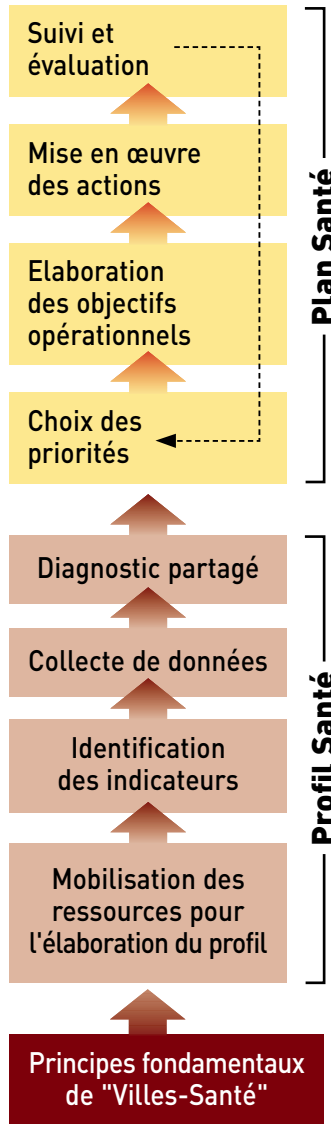 Suivi et
évaluation
Mise en œuvre
des actions
Elaboration
des objectifs
opérationnels
Choix des
priorités
Plan Santé
Diagnostic partagé
Collecte de données
Identification
des indicateurs
Mobilisation des
ressources pour
l'élaboration du profil
Profil Santé
Principes fondamentaux
de "Villes-Santé"